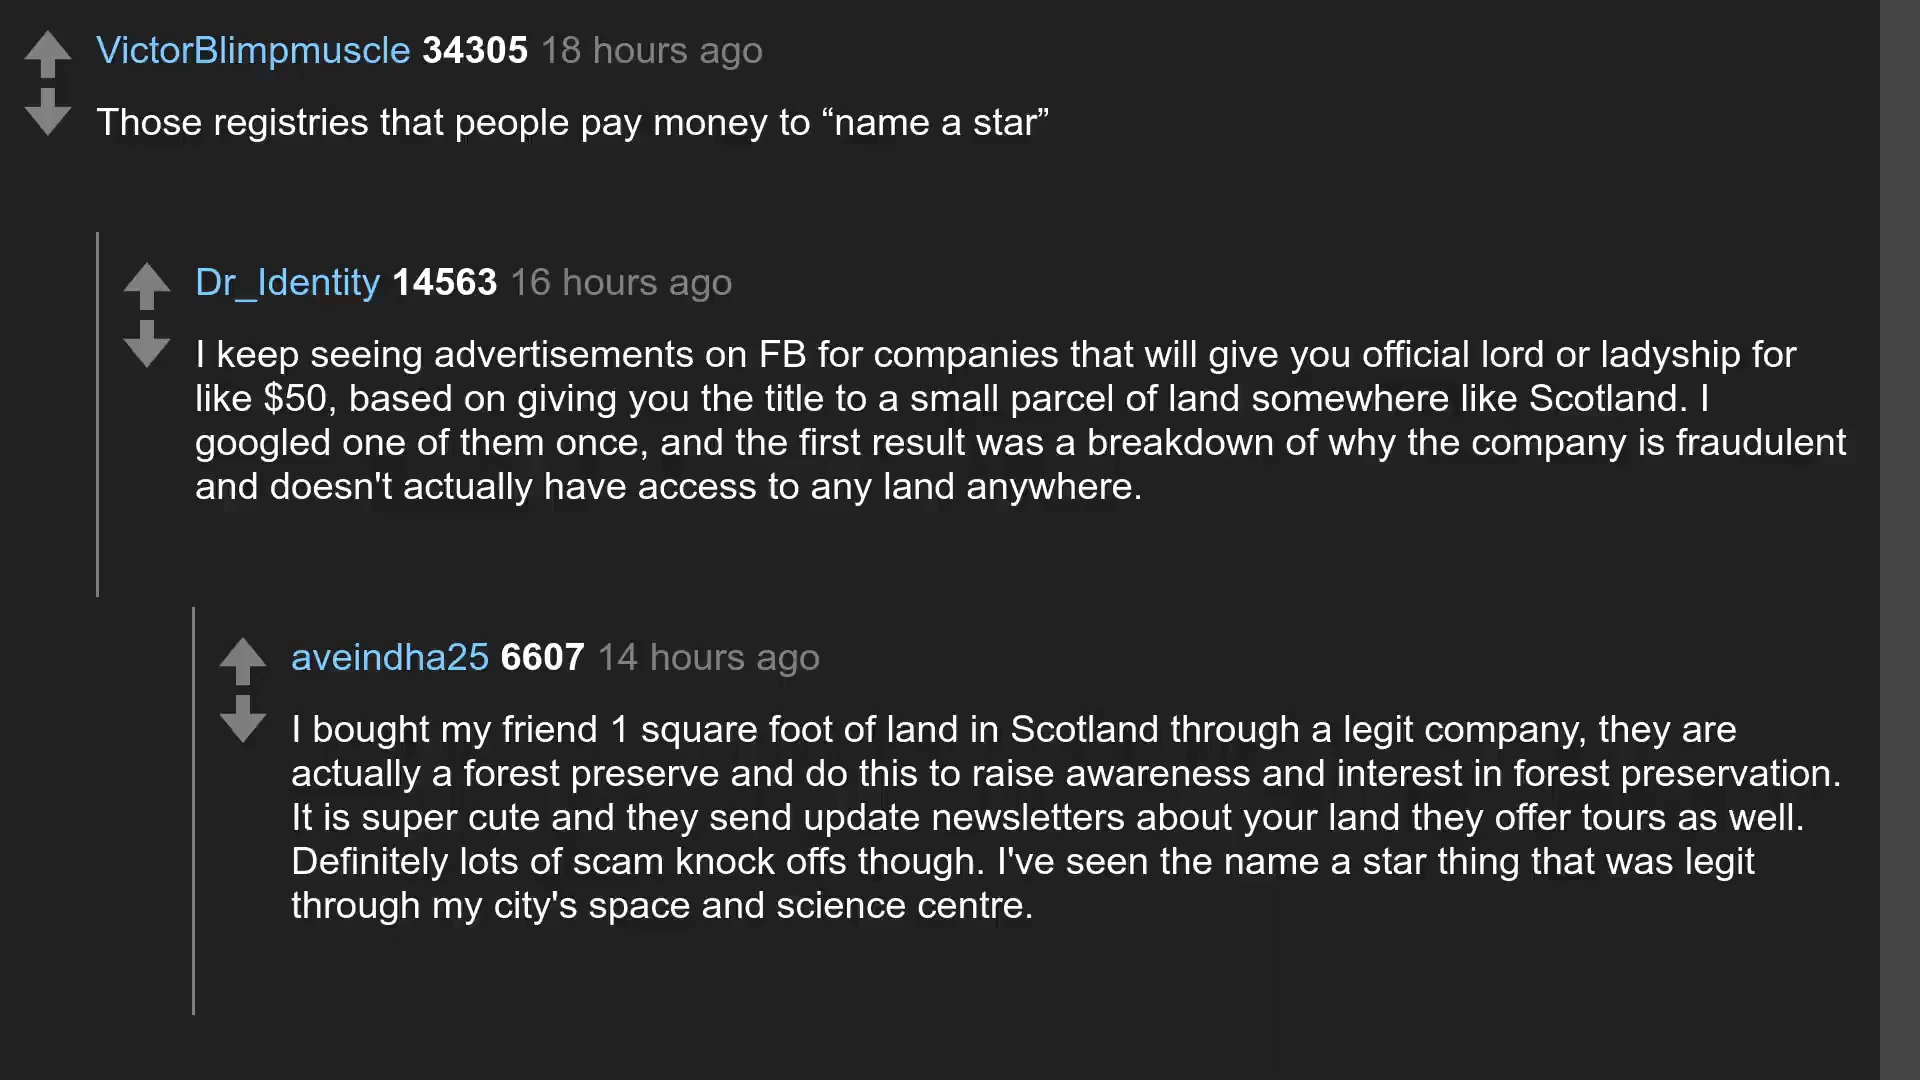 VictorBlimpmuscle 34305 18 hours ago
Those registries that people pay money to “name a star”
Dr_Identity 14563 16 hours ago
I keep seeing advertisements on FB for companies that will give you official lord or ladyship for
like $50, based on giving you the title to a small parcel of land somewhere like Scotland. I
googled one of them once, and the first result was a breakdown of why the company is fraudulent
and doesn't actually have access to any land anywhere.
aveindha25 6607 14 hours ago
I bought my friend 1 square foot of land in Scotland through a legit company, they are
actually a forest preserve and do this to raise awareness and interest in forest preservation.
It is super cute and they send update newsletters about your land they offer tours as well.
Definitely lots of scam knock offs though. I've seen the name a star thing that was legit
through my city's space and science centre.